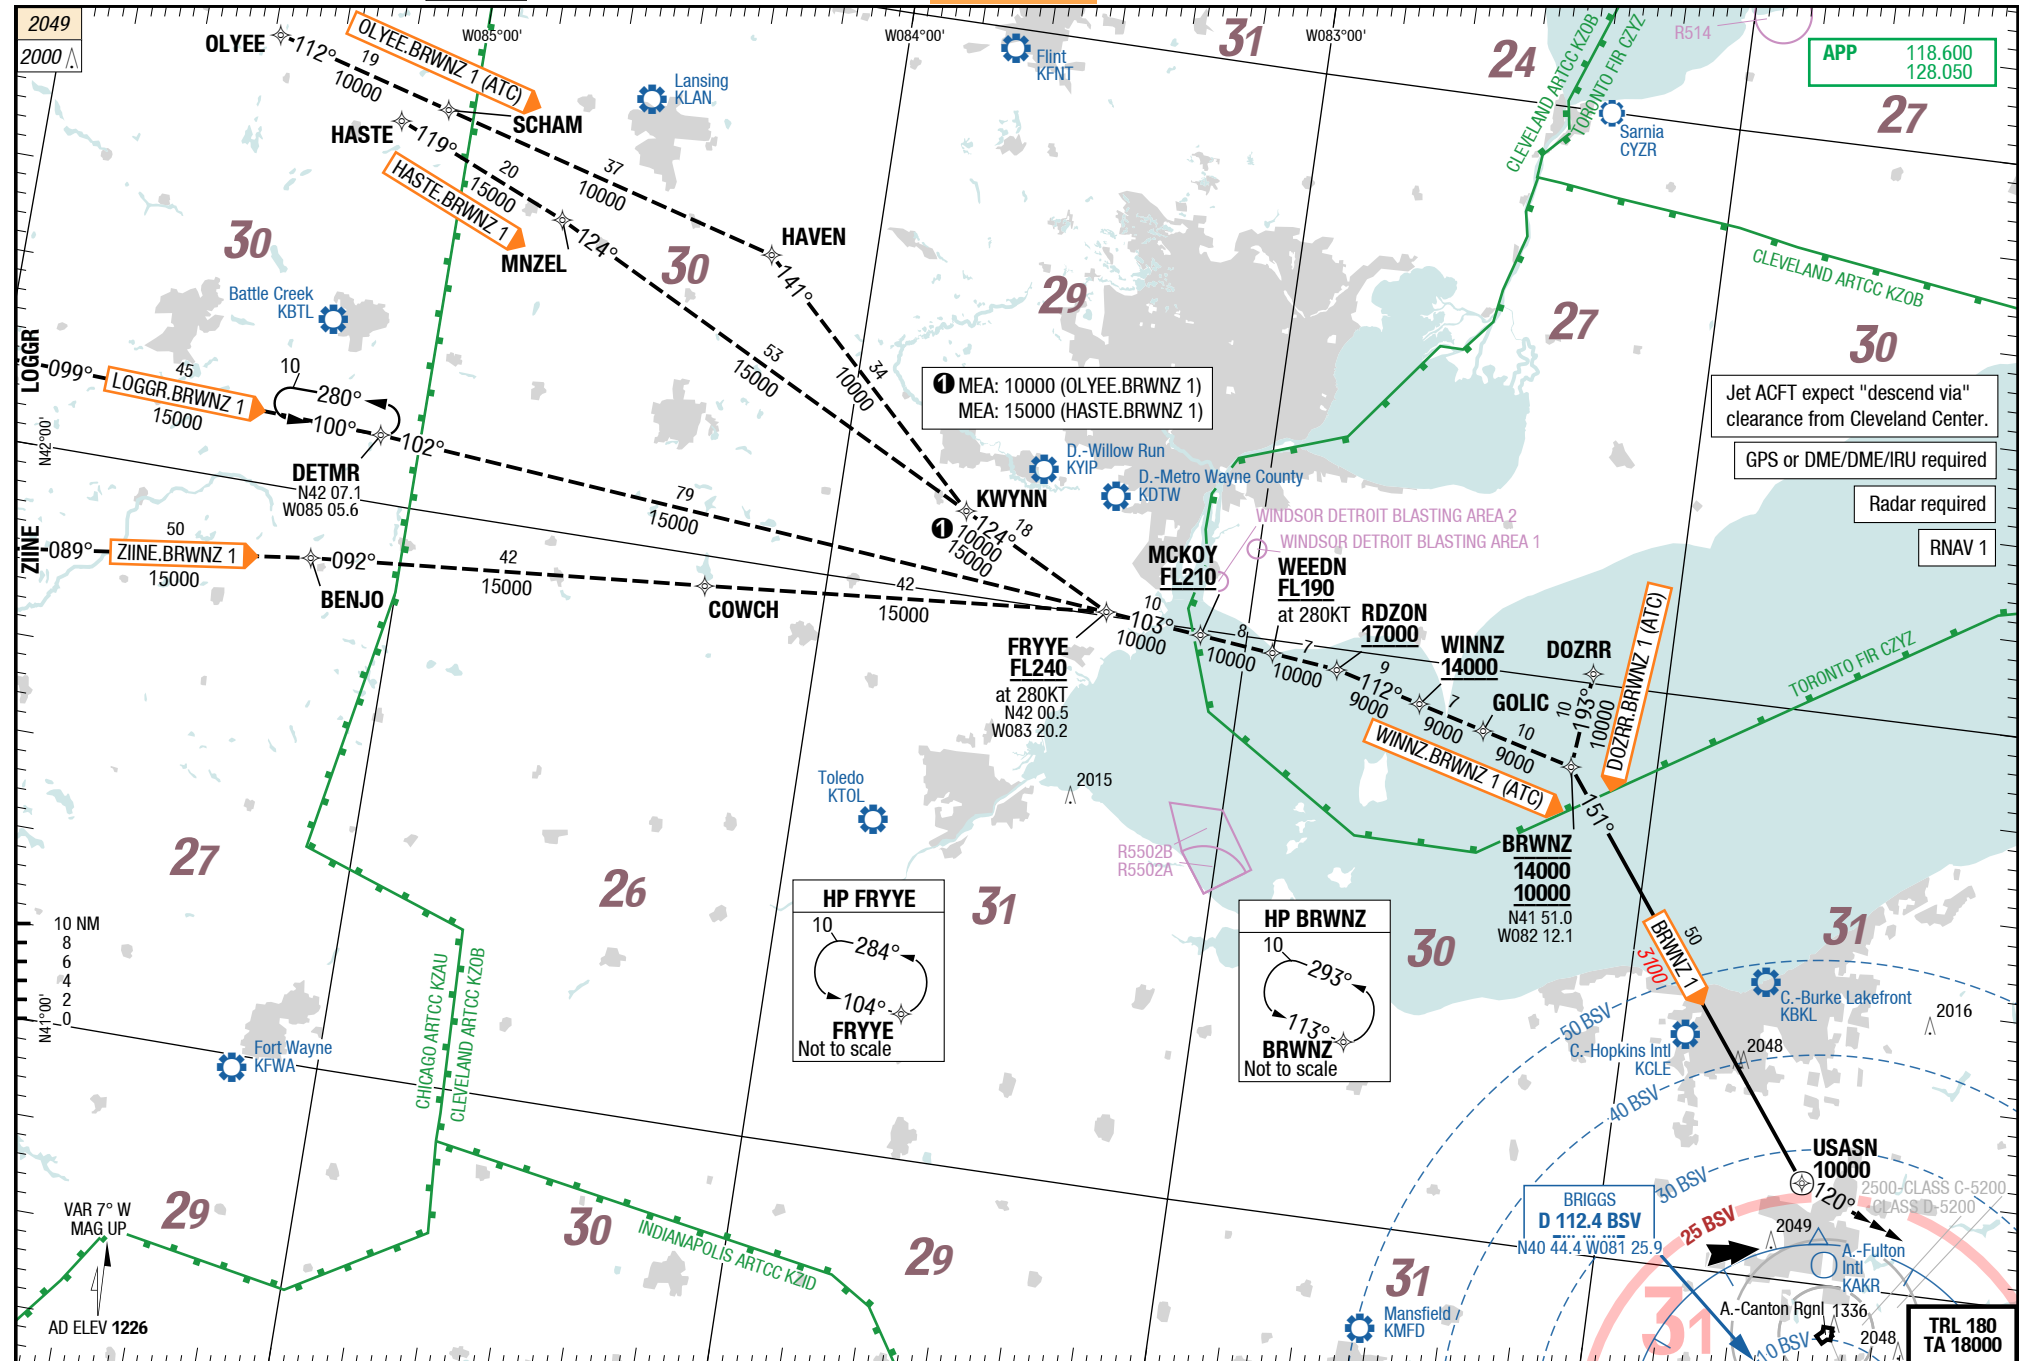 2049
2000
OLYEE
112°
19
10000
OLYEE.BRWNZ 1 (ATC)
W085°00'
W084°00'
W083°00'
Flint
KFNT
31
24
R514
APP 118.600
128.050
27
Lansing
KLAN
SCHAM
HASTE
119°
20
15000
HASTE.BRWNZ 1
37
10000
CLEVELAND ARTCC KZOB
TORONTO FIR CZYZ
Sarnia
CYZR
30
MNZEL
124°
30
HAVEN
141°
29
27
CLEVELAND ARTCC KZOB
30
Battle Creek
KBTL
53
15000
34
10000
LOGGR
099°
45
LOGGR.BRWNZ 1
15000
10
280°
100°
102°
1 MEA: 10000 (OLYEE.BRWNZ 1)
MEA: 15000 (HASTE.BRWNZ 1)
Jet ACFT expect "descend via"
clearance from Cleveland Center.
GPS or DME/DME/IRU required
Radar required
RNAV 1
N42°00'
DETMR
N42 07.1
W085 05.6
79
15000
D.-Willow Run
KYIP
D.-Metro Wayne County
KDTW
KWYNN
1
124°
18
10000
15000
WINDSOR DETROIT BLASTING AREA 2
WINDSOR DETROIT BLASTING AREA 1
ZIINE
089°
50
ZIINE.BRWNZ 1
15000
BENJO
092°
42
15000
COWCH
42
15000
MCKOY
FL210
WEEDN
FL190
at 280KT
RDZON
17000
WINNZ
14000
DOZRR
DOZRR.BRWNZ 1 (ATC)
FRYYE
FL240
at 280KT
N42 00.5
W083 20.2
10
103°
10000
8
10000
7
10000
9
112°
9000
7
9000
GOLIC
10
9000
10
193°
10000
TORONTO FIR CZYZ
WINNZ.BRWNZ 1 (ATC)
151°
BRWNZ
14000
10000
N41 51.0
W082 12.1
Toledo
KTOL
2015
R5502B
R5502A
27
26
31
30
31
HP FRYYE
10
284°
104°
FRYYE
Not to scale
HP BRWNZ
10
293°
113°
BRWNZ
Not to scale
50
BRWNZ 1
3100
10 NM
8
6
4
2
0
N41°00'
CHICAGO ARTCC KZAU
CLEVELAND ARTCC KZOB
Fort Wayne
KFWA
50 BSV
C.-Burke Lakefront
KBKL
2016
C.-Hopkins Intl
KCLE
2048
40 BSV
USASN
10000
120°
2500-CLASS C-5200
-CLASS D-5200
30 BSV
BRIGGS
D 112.4 BSV
N40 44.4 W081 25.9
25 BSV
2049
A.-Fulton
Intl
KAKR
VAR 7° W
MAG UP
29
30
INDIANAPOLIS ARTCC KZID
29
31
Mansfield
KMFD
31
A.-Canton Rgnl
1336
10 BSV
2048
AD ELEV 1226
TRL 180
TA 18000